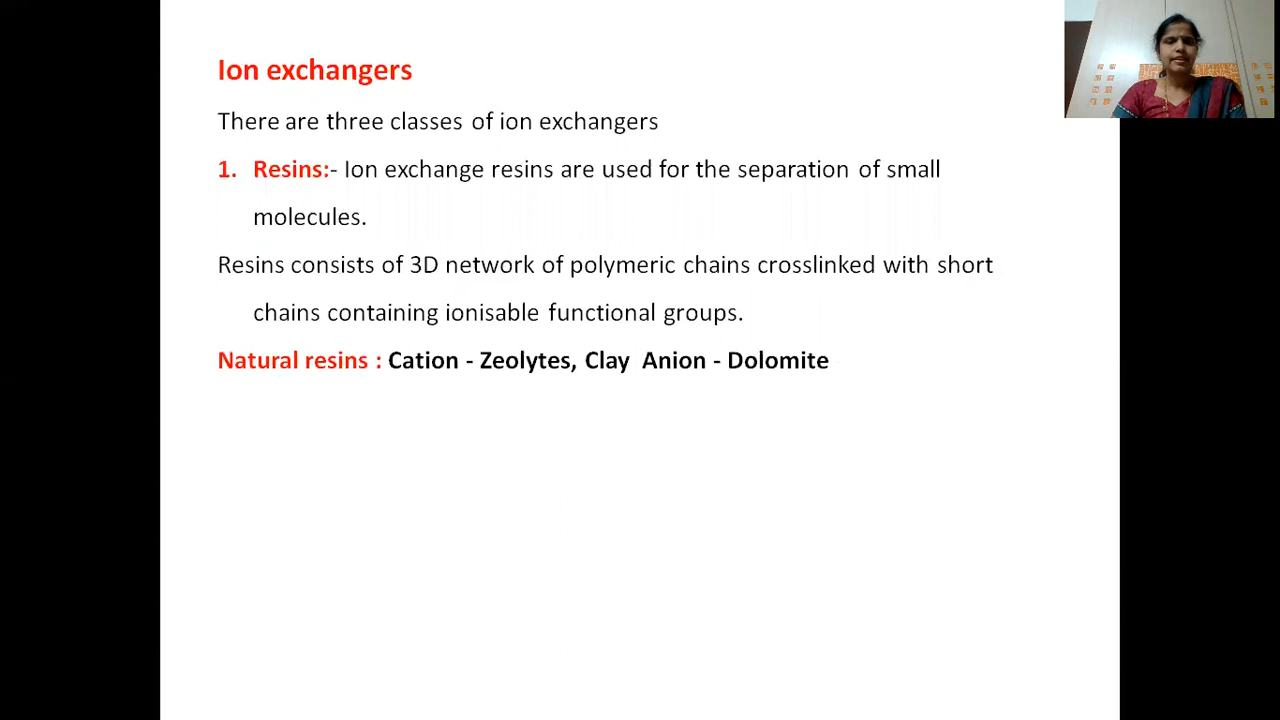 Ion exchangers
There are three classes of ion exchangers
1. Resins:- Ion exchange resins are used for the separation of small
molecules.
Resins consists of 3D network of polymeric chains crosslinked with short
chains containing ionisable functional groups.
Natural resins : Cation - Zeolytes, Clay Anion - Dolomite